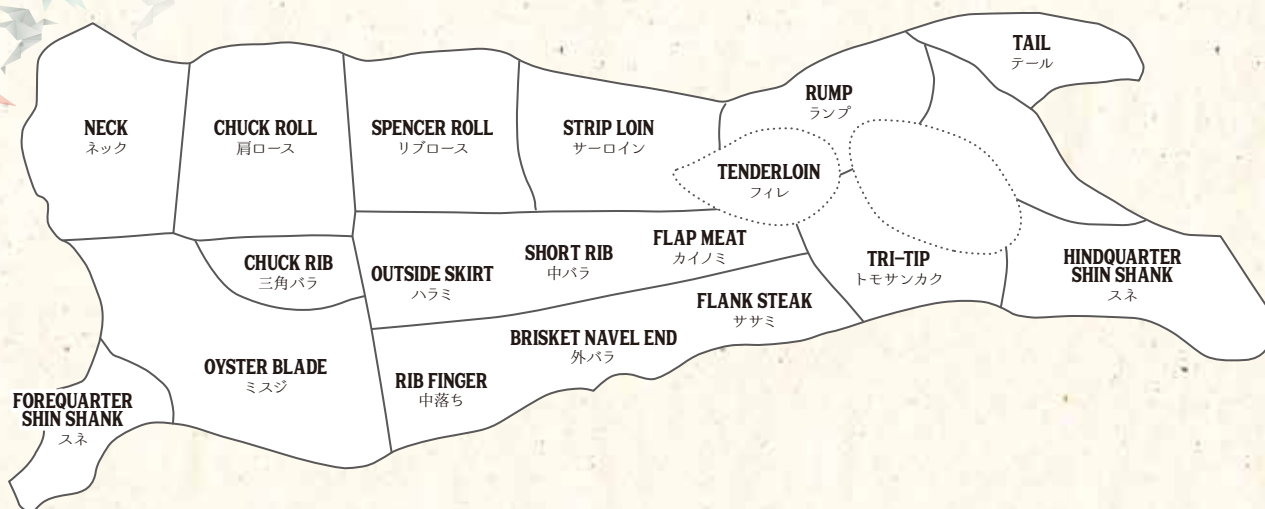 TAIL
テール
RUMP
ランプ
NECK
ネック
CHUCK ROLL
肩ロース
SPENCER ROLL
リブロース
STRIP LOIN
サーロイン
TENDERLOIN
フィレ
CHUCK RIB
三角バラ
OUTSIDE SKIRT
ハラミ
SHORT RIB
中バラ
FLAP MEAT
カイノミ
TRI-TIP
トモサンカク
HINDQUARTER
SHIN SHANK
スネ
FLANK STEAK
ササミ
BRISKET NAVEL END
外バラ
OYSTER BLADE
ミスジ
RIB FINGER
中落ち
FOREQUARTER
SHIN SHANK
スネ